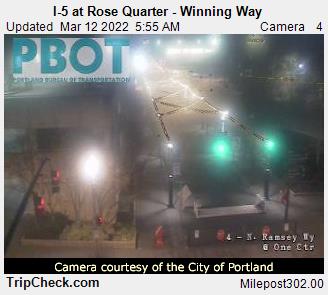 I-5 at Rose Quarter - Winning Way
Updated Mar 12 2022 5:55 AM Camera 4
PBOT
PORTLAND BUREAU OF TRANSPORTATION
4 - N. Ramsey Wy
@ One Ctr
Camera courtesy of the City of Portland
TripCheck.com Milepost302.00